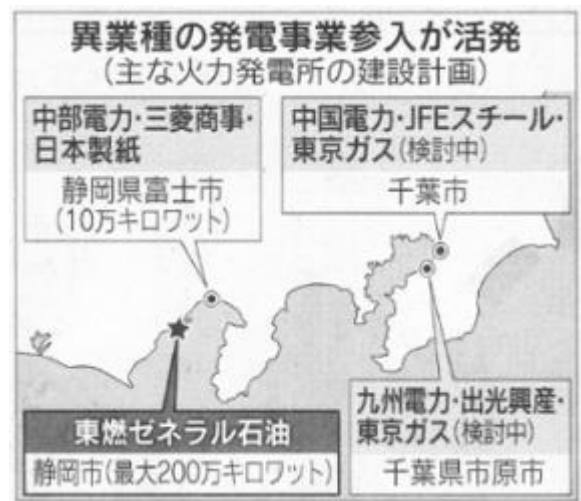 異業種の発電事業参入が活発
(主な火力発電所の建設計画)
中部電力・三菱商事・
日本製紙
静岡県富士市
(10万キロワット)
中国電力・JFEスチール・
東京ガス(検討中)
千葉市
東燃ゼネラル石油
静岡市(最大200万キロワット)
九州電力・出光興産・
東京ガス(検討中)
千葉県市原市